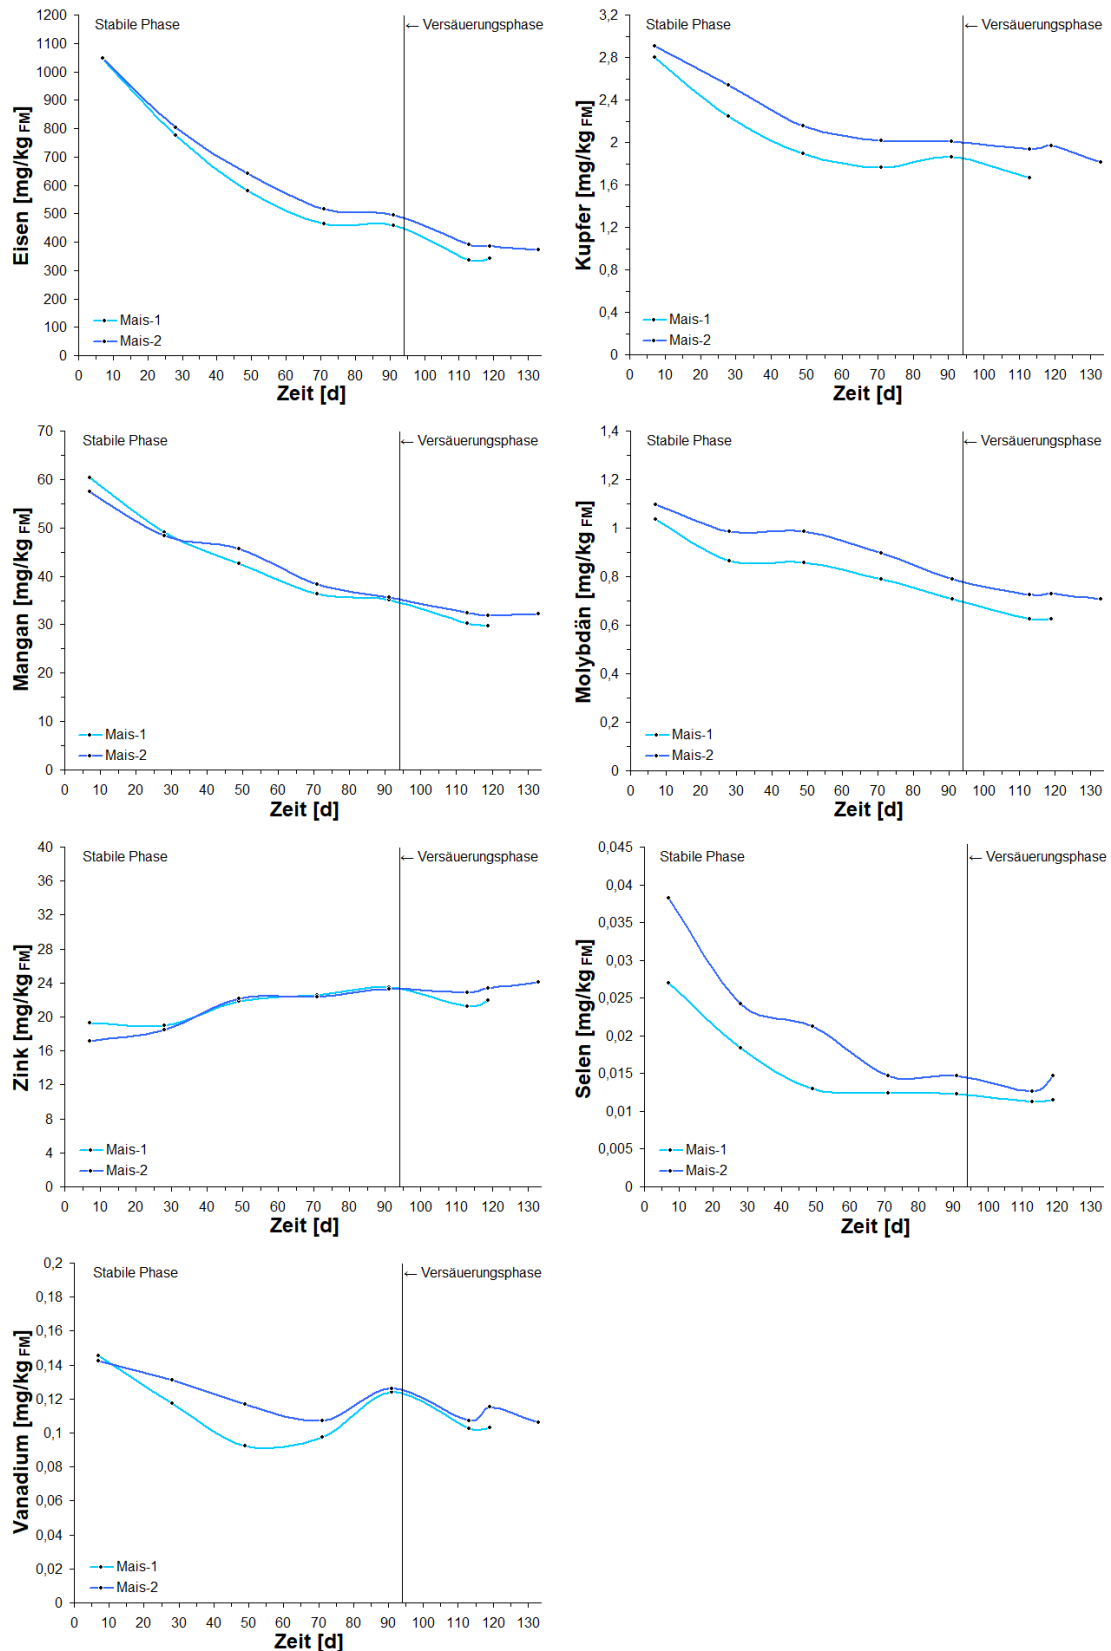 Stabile Phase
← Versäuerungsphase
Eisen [mg/kg FM]
1200
1100
1000
900
800
700
600
500
400
300
200
100
0
Mais-1
Mais-2
0 10 20 30 40 50 60 70 80 90 100 110 120 130
Zeit [d]
Stabile Phase
← Versäuerungsphase
Kupfer [mg/kg FM]
3,2
2,8
2,4
2
1,6
1,2
0,8
0,4
0
Mais-1
Mais-2
0 10 20 30 40 50 60 70 80 90 100 110 120 130
Zeit [d]
Stabile Phase
← Versäuerungsphase
Mangan [mg/kg FM]
70
60
50
40
30
20
10
0
Mais-1
Mais-2
0 10 20 30 40 50 60 70 80 90 100 110 120 130
Zeit [d]
Stabile Phase
← Versäuerungsphase
Molybdän [mg/kg FM]
1,4
1,2
1
0,8
0,6
0,4
0,2
0
Mais-1
Mais-2
0 10 20 30 40 50 60 70 80 90 100 110 120 130
Zeit [d]
Stabile Phase
← Versäuerungsphase
Zink [mg/kg FM]
40
36
32
28
24
20
16
12
8
4
0
Mais-1
Mais-2
0 10 20 30 40 50 60 70 80 90 100 110 120 130
Zeit [d]
Stabile Phase
← Versäuerungsphase
Selen [mg/kg FM]
0,045
0,04
0,035
0,03
0,025
0,02
0,015
0,01
0,005
0
Mais-1
Mais-2
0 10 20 30 40 50 60 70 80 90 100 110 120 130
Zeit [d]
Stabile Phase
← Versäuerungsphase
Vanadium [mg/kg FM]
0,2
0,18
0,16
0,14
0,12
0,1
0,08
0,06
0,04
0,02
0
Mais-1
Mais-2
0 10 20 30 40 50 60 70 80 90 100 110 120 130
Zeit [d]